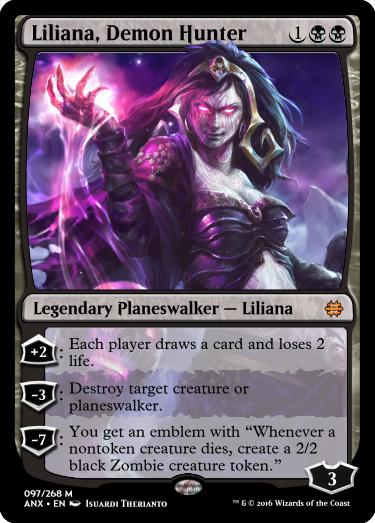 Liliana, Demon Hunter 1
Legendary Planeswalker — Liliana
+2: Each player draws a card and loses 2
life.
-3: Destroy target creature or
planeswalker.
-7: You get an emblem with “Whenever a
nontoken creature dies, create a 2/2
black Zombie creature token.”
3
097/268 M
ANX • EN Isuardi Therianto ™ & © 2016 Wizards of the Coast